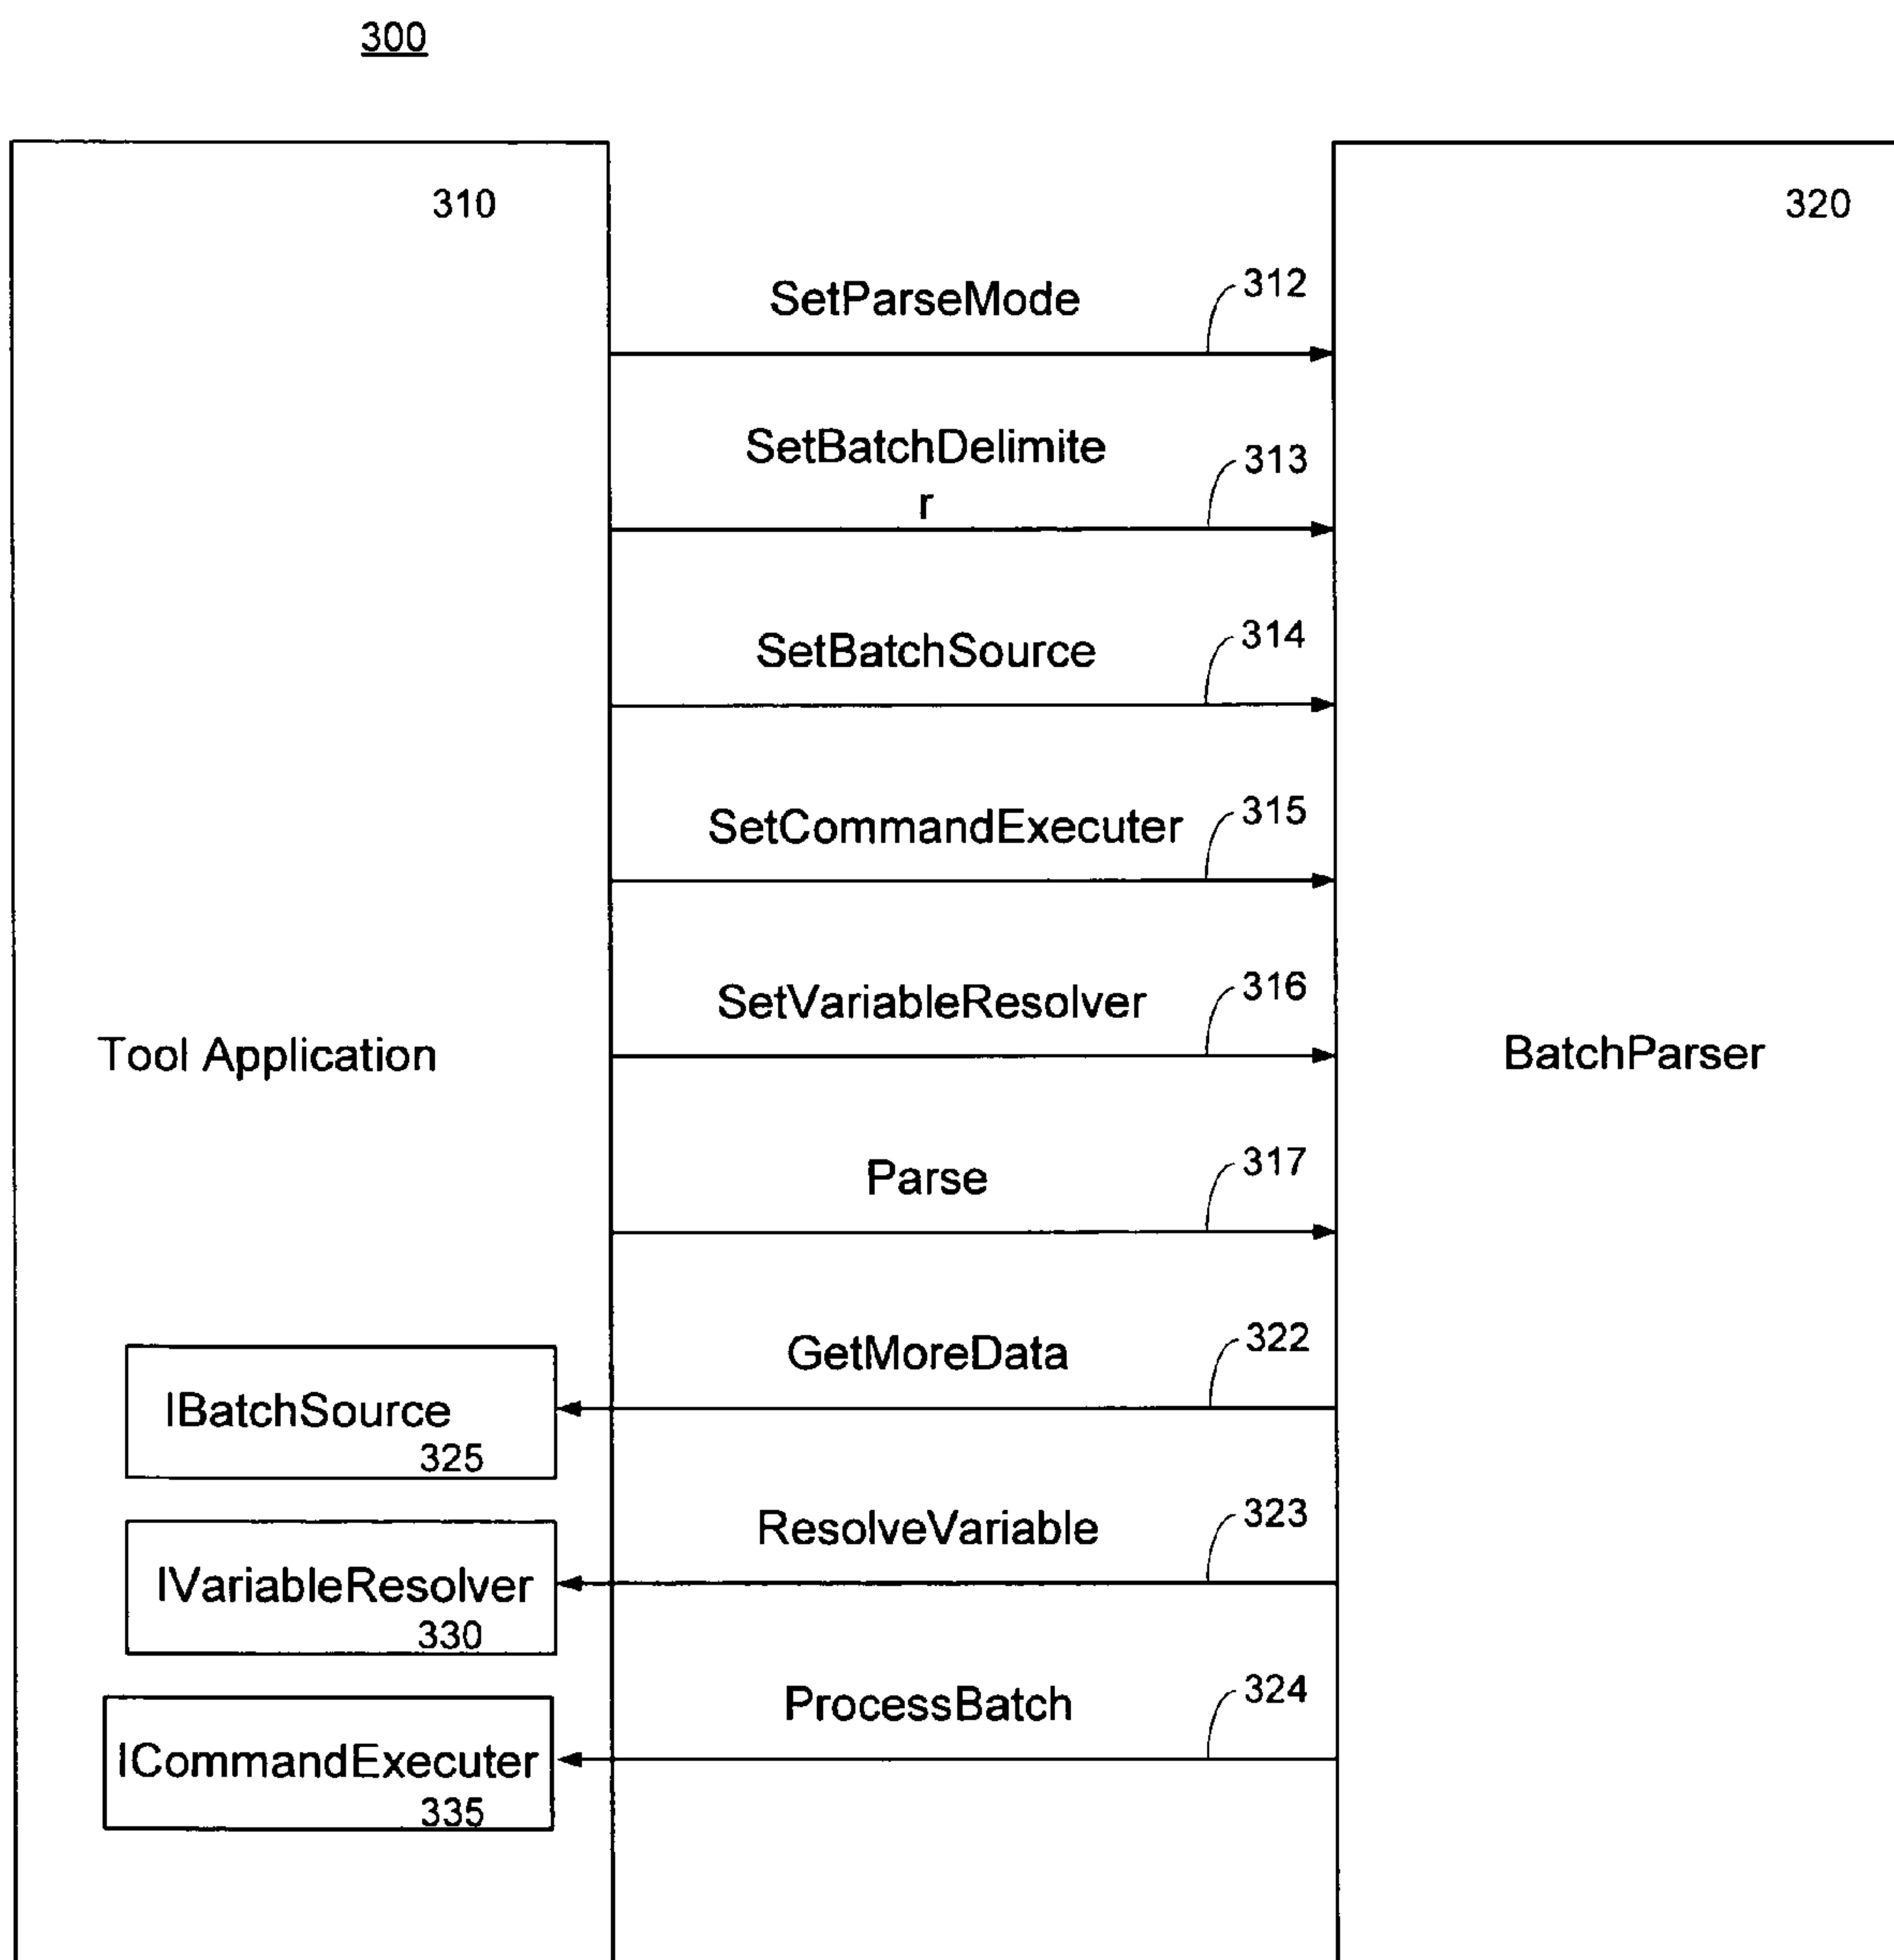 300
310
320
SetParseMode
312
SetBatchDelimite
r
313
SetBatchSource
314
SetCommandExecuter
315
SetVariableResolver
316
Tool Application
BatchParser
Parse
317
GetMoreData
322
IBatchSource
325
ResolveVariable
323
IVariableResolver
330
ProcessBatch
324
ICommandExecuter
335